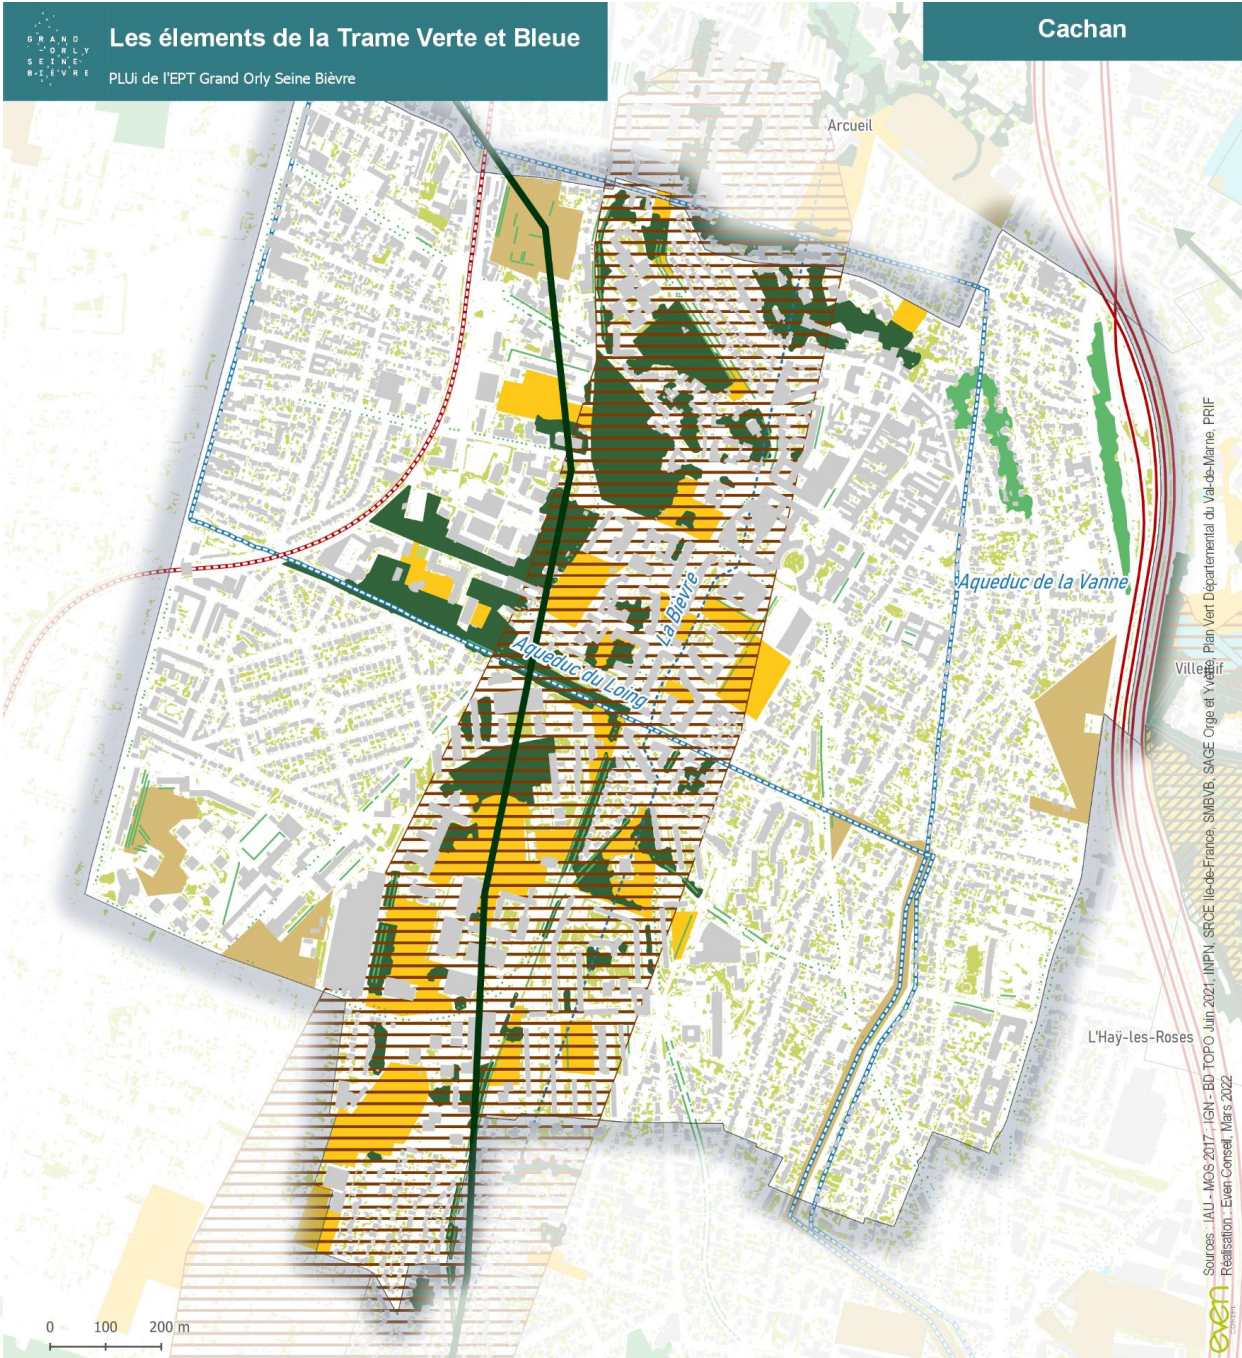 GRAND
-ORLY
SEINE-
BIÈVRE
Les élements de la Trame Verte et Bleue
PLUi de l'EPT Grand Orly Seine Bièvre
Cachan
Arcueil
La Bièvre
Aqueduc de la Vanne
Aqueduc du Loing
Villejuif
L'Haÿ-les-Roses
Sources : IAU - MOS 2017 ; IGN - BD TOPO Juin 2021, INPN, SRCE Ile-de-France, SMBVB, SAGE Orge et Yvette, Plan Vert Départemental du Val-de-Marne, PRIF
Réalisation : Even Conseil, Mars 2022
0 100 200 m
even
CONSEIL